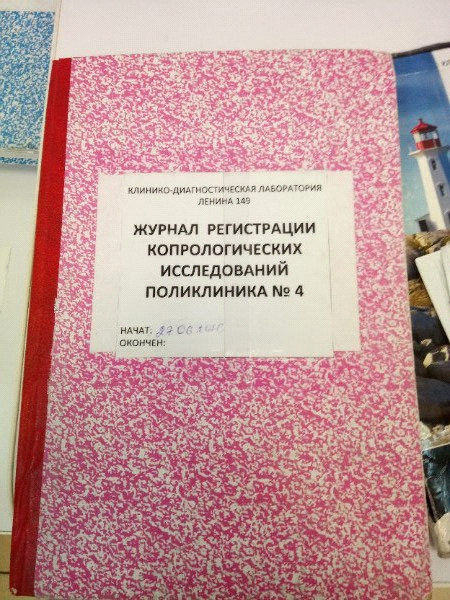 КЛИНИКО-ДИАГНОСТИЧЕСКАЯ ЛАБОРАТОРИЯ
ЛЕНИНА 149
ЖУРНАЛ РЕГИСТРАЦИИ
КОПРОЛОГИЧЕСКИХ
ИССЛЕДОВАНИЙ
ПОЛИКЛИНИКА № 4
НАЧАТ:
ОКОНЧЕН: